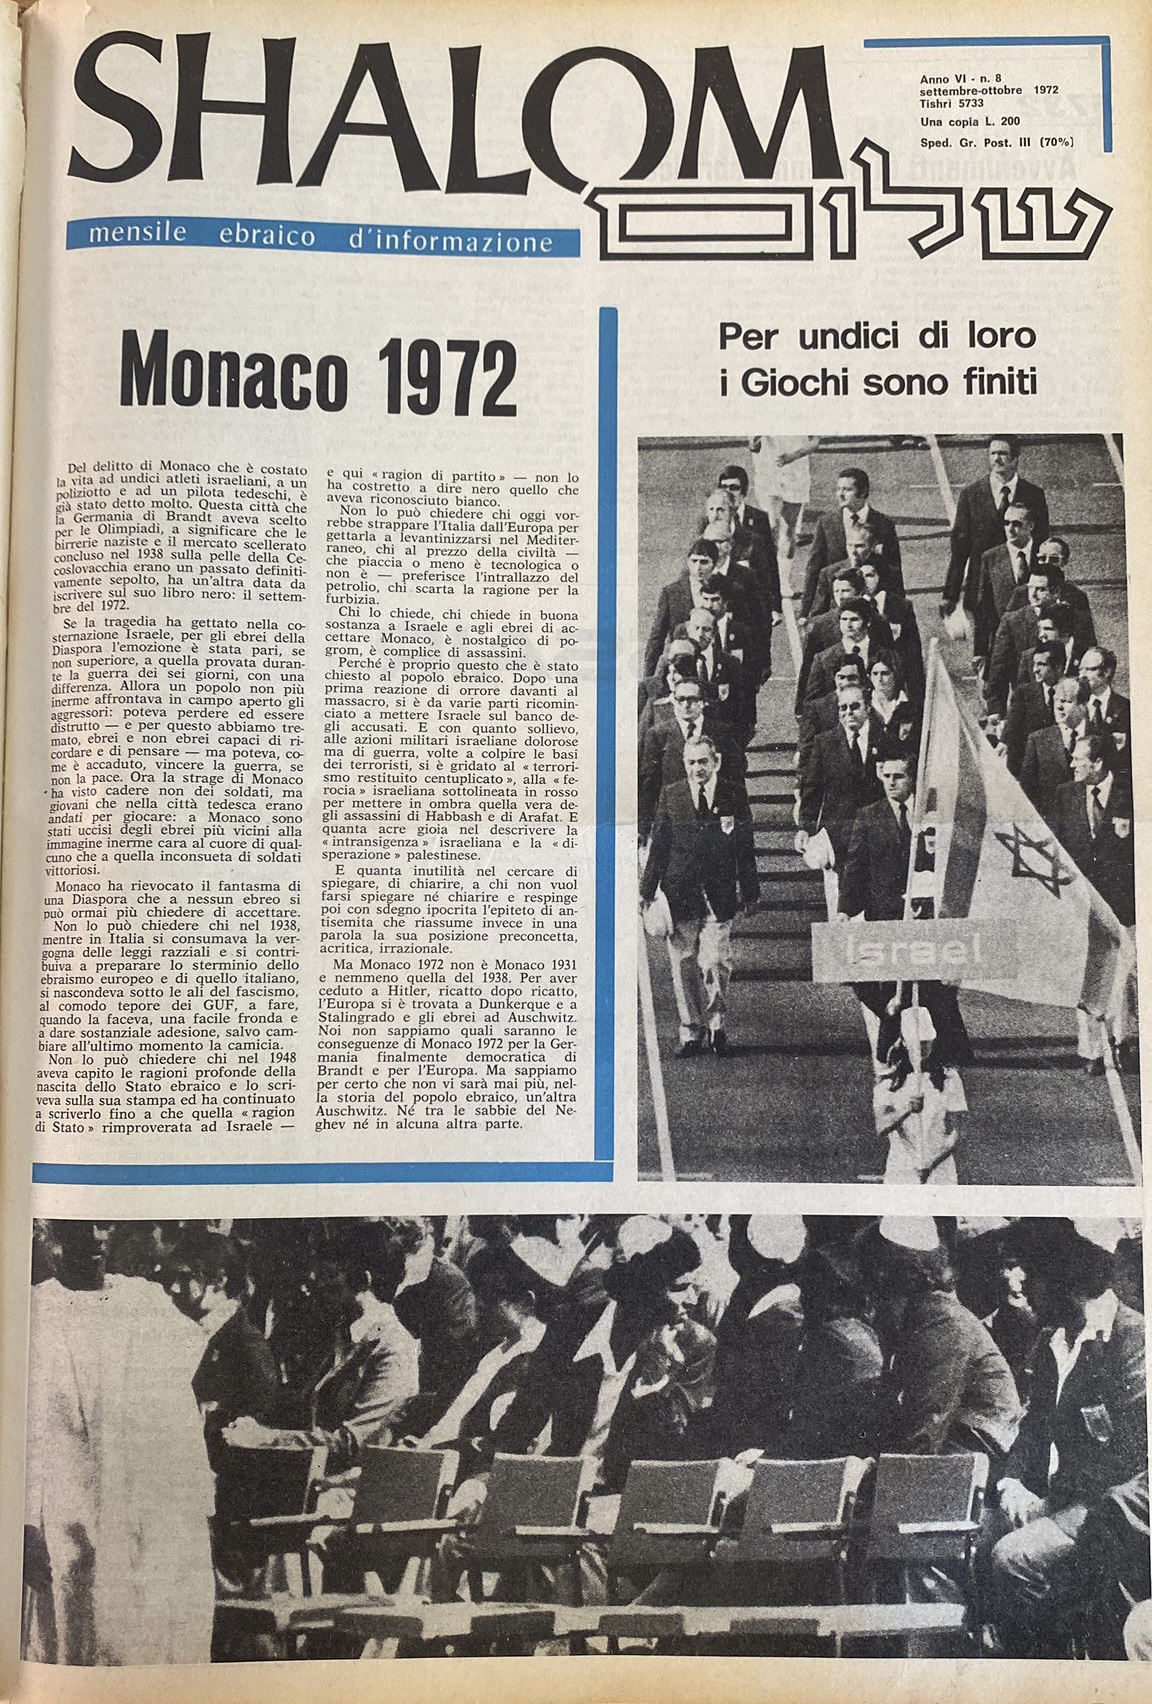 SHALOM
שלום
mensile ebraico d'informazione
Anno VI - n. 8
settembre-ottobre 1972
Tishrì 5733
Una copia L. 200
Sped. Gr. Post. III (70%)
Monaco 1972
Del delitto di Monaco che è costato
la vita ad undici atleti israeliani, a un
poliziotto e ad un pilota tedeschi, è
già stato detto molto. Questa città che
la Germania di Brandt aveva scelto
per le Olimpiadi, a significare che le
birrerie naziste e il mercato scellerato
concluso nel 1938 sulla pelle della Ce-
coslovacchia erano un passato definiti-
vamente sepolto, ha un'altra data da
iscrivere sul suo libro nero: il settem-
bre del 1972.
Se la tragedia ha gettato nella co-
sternazione Israele, per gli ebrei della
Diaspora l'emozione è stata pari, se
non superiore, a quella provata duran-
te la guerra dei sei giorni, con una
differenza. Allora un popolo non più
inerme affrontava in campo aperto gli
aggressori: poteva perdere ed essere
distrutto — e per questo abbiamo tre-
mato, ebrei e non ebrei capaci di ri-
cordare e di pensare — ma poteva, co-
me è accaduto, vincere la guerra, se
non la pace. Ora la strage di Monaco
ha visto cadere non dei soldati, ma
giovani che nella città tedesca erano
andati per giocare: a Monaco sono
stati uccisi degli ebrei più vicini alla
immagine inerme cara al cuore di qual-
cuno che a quella inconsueta di soldati
vittoriosi.
Monaco ha rievocato il fantasma di
una Diaspora che a nessun ebreo si
può ormai più chiedere di accettare.
Non lo può chiedere chi nel 1938,
mentre in Italia si consumava la ver-
gogna delle leggi razziali e si contri-
buiva a preparare lo sterminio dello
ebraismo europeo e di quello italiano,
si nascondeva sotto le ali del fascismo,
al comodo tepore dei GUF, a fare,
quando la faceva, una facile fronda e
a dare sostanziale adesione, salvo cam-
biare all'ultimo momento la camicia.
Non lo può chiedere chi nel 1948
aveva capito le ragioni profonde della
nascita dello Stato ebraico e lo scri-
veva sulla sua stampa ed ha continuato
a scriverlo fino a che quella « ragion
di Stato » rimproverata ad Israele —
e qui « ragion di partito » — non lo
ha costretto a dire nero quello che
aveva riconosciuto bianco.
Non lo può chiedere chi oggi vor-
rebbe strappare l'Italia dall'Europa per
gettarla a levantinizzarsi nel Mediter-
raneo, chi al prezzo della civiltà —
che piaccia o meno è tecnologica o
non è — preferisce l'intrallazzo del
petrolio, chi scarta la ragione per la
furbizia.
Chi lo chiede, chi chiede in buona
sostanza a Israele e agli ebrei di ac-
cettare Monaco, è nostalgico di po-
grom, è complice di assassini.
Perché è proprio questo che è stato
chiesto al popolo ebraico. Dopo una
prima reazione di orrore davanti al
massacro, si è da varie parti ricomin-
ciato a mettere Israele sul banco de-
gli accusati. E con quanto sollievo,
alle azioni militari israeliane dolorose
ma di guerra, volte a colpire le basi
dei terroristi, si è gridato al « terrori-
smo restituito centuplicato », alla « fe-
rocia » israeliana sottolineata in rosso
per mettere in ombra quella vera de-
gli assassini di Habbash e di Arafat. E
quanta acre gioia nel descrivere la
« intransigenza » israeliana e la « di-
sperazione » palestinese.
E quanta inutilità nel cercare di
spiegare, di chiarire, a chi non vuol
farsi spiegare né chiarire e respinge
poi con sdegno ipocrita l'epiteto di an-
tisemita che riassume invece in una
parola la sua posizione preconcetta,
acritica, irrazionale.
Ma Monaco 1972 non è Monaco 1931
e nemmeno quella del 1938. Per aver
ceduto a Hitler, ricatto dopo ricatto,
l'Europa si è trovata a Dunkerque e a
Stalingrado e gli ebrei ad Auschwitz.
Noi non sappiamo quali saranno le
conseguenze di Monaco 1972 per la Ger-
mania finalmente democratica di
Brandt e per l'Europa. Ma sappiamo
per certo che non vi sarà mai più, nel-
la storia del popolo ebraico, un'altra
Auschwitz. Né tra le sabbie del Ne-
ghev né in alcuna altra parte.
Per undici di loro
i Giochi sono finiti
Israel